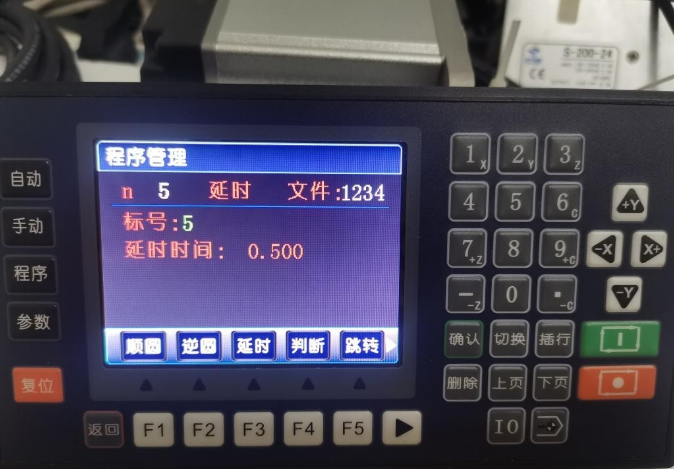 S-200-24
CE
程序管理
n 5 延时 文件:1234
标号:5
延时时间: 0.500
顺圆 逆圆 延时 判断 跳转
自动
手动
程序
参数
复位
1X 2Y 3Z
4 5 6C
7+Z 8 9+C
--Z 0 .-C
+Y
-X X+
-Y
确认 切换 插行
删除 上页 下页
返回 F1 F2 F3 F4 F5
IO